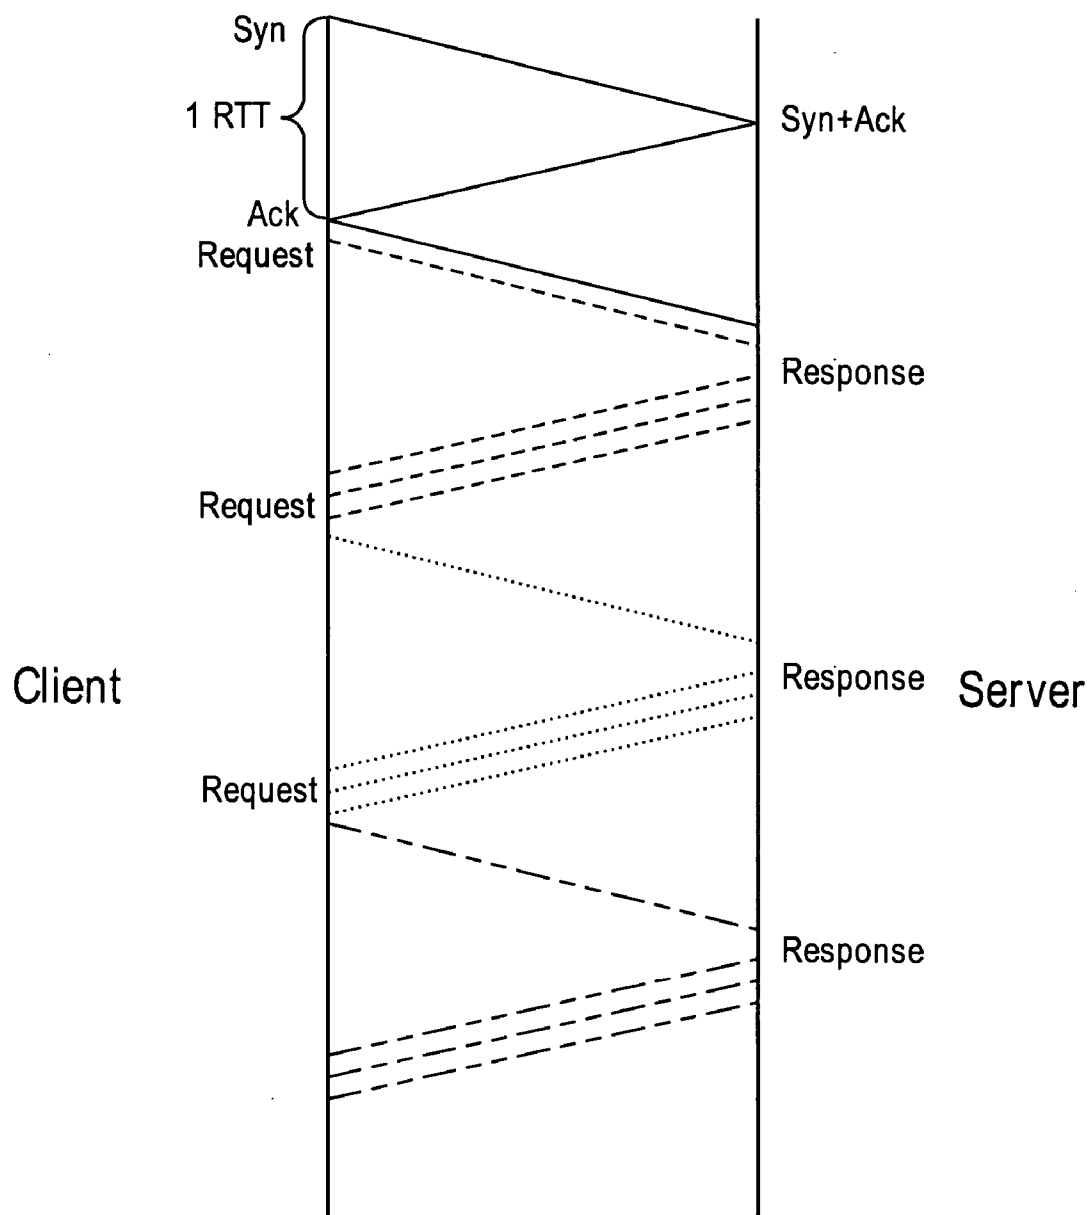 Syn
1 RTT
Syn+Ack
Ack
Request
Response
Request
Client
Response
Server
Request
Response